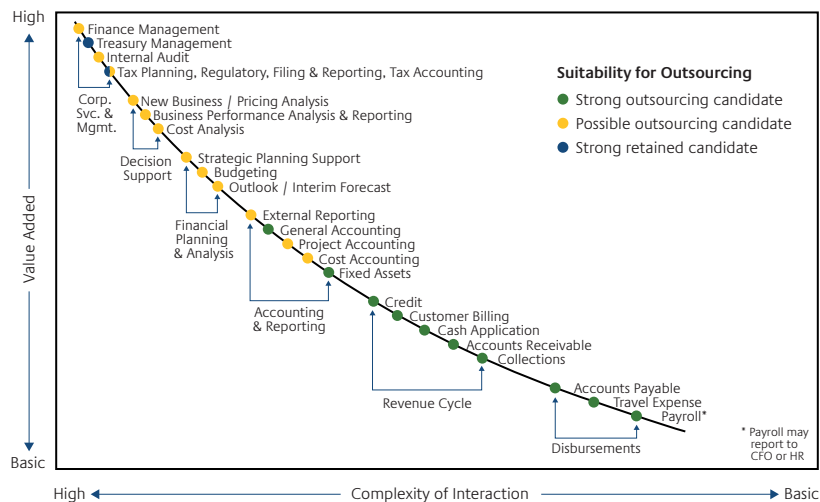 High
Finance Management
Treasury Management
Internal Audit
Tax Planning, Regulatory, Filing & Reporting, Tax Accounting
Corp.
Svc. &
Mgmt.
New Business / Pricing Analysis
Business Performance Analysis & Reporting
Cost Analysis
Decision
Support
Strategic Planning Support
Budgeting
Outlook / Interim Forecast
Financial
Planning
& Analysis
External Reporting
General Accounting
Project Accounting
Cost Accounting
Fixed Assets
Accounting
& Reporting
Credit
Customer Billing
Cash Application
Accounts Receivable
Collections
Revenue Cycle
Accounts Payable
Travel Expense
Payroll*
Disbursements
Suitability for Outsourcing
Strong outsourcing candidate
Possible outsourcing candidate
Strong retained candidate
* Payroll may
report to
CFO or HR
Value Added
Basic
High
Complexity of Interaction
Basic